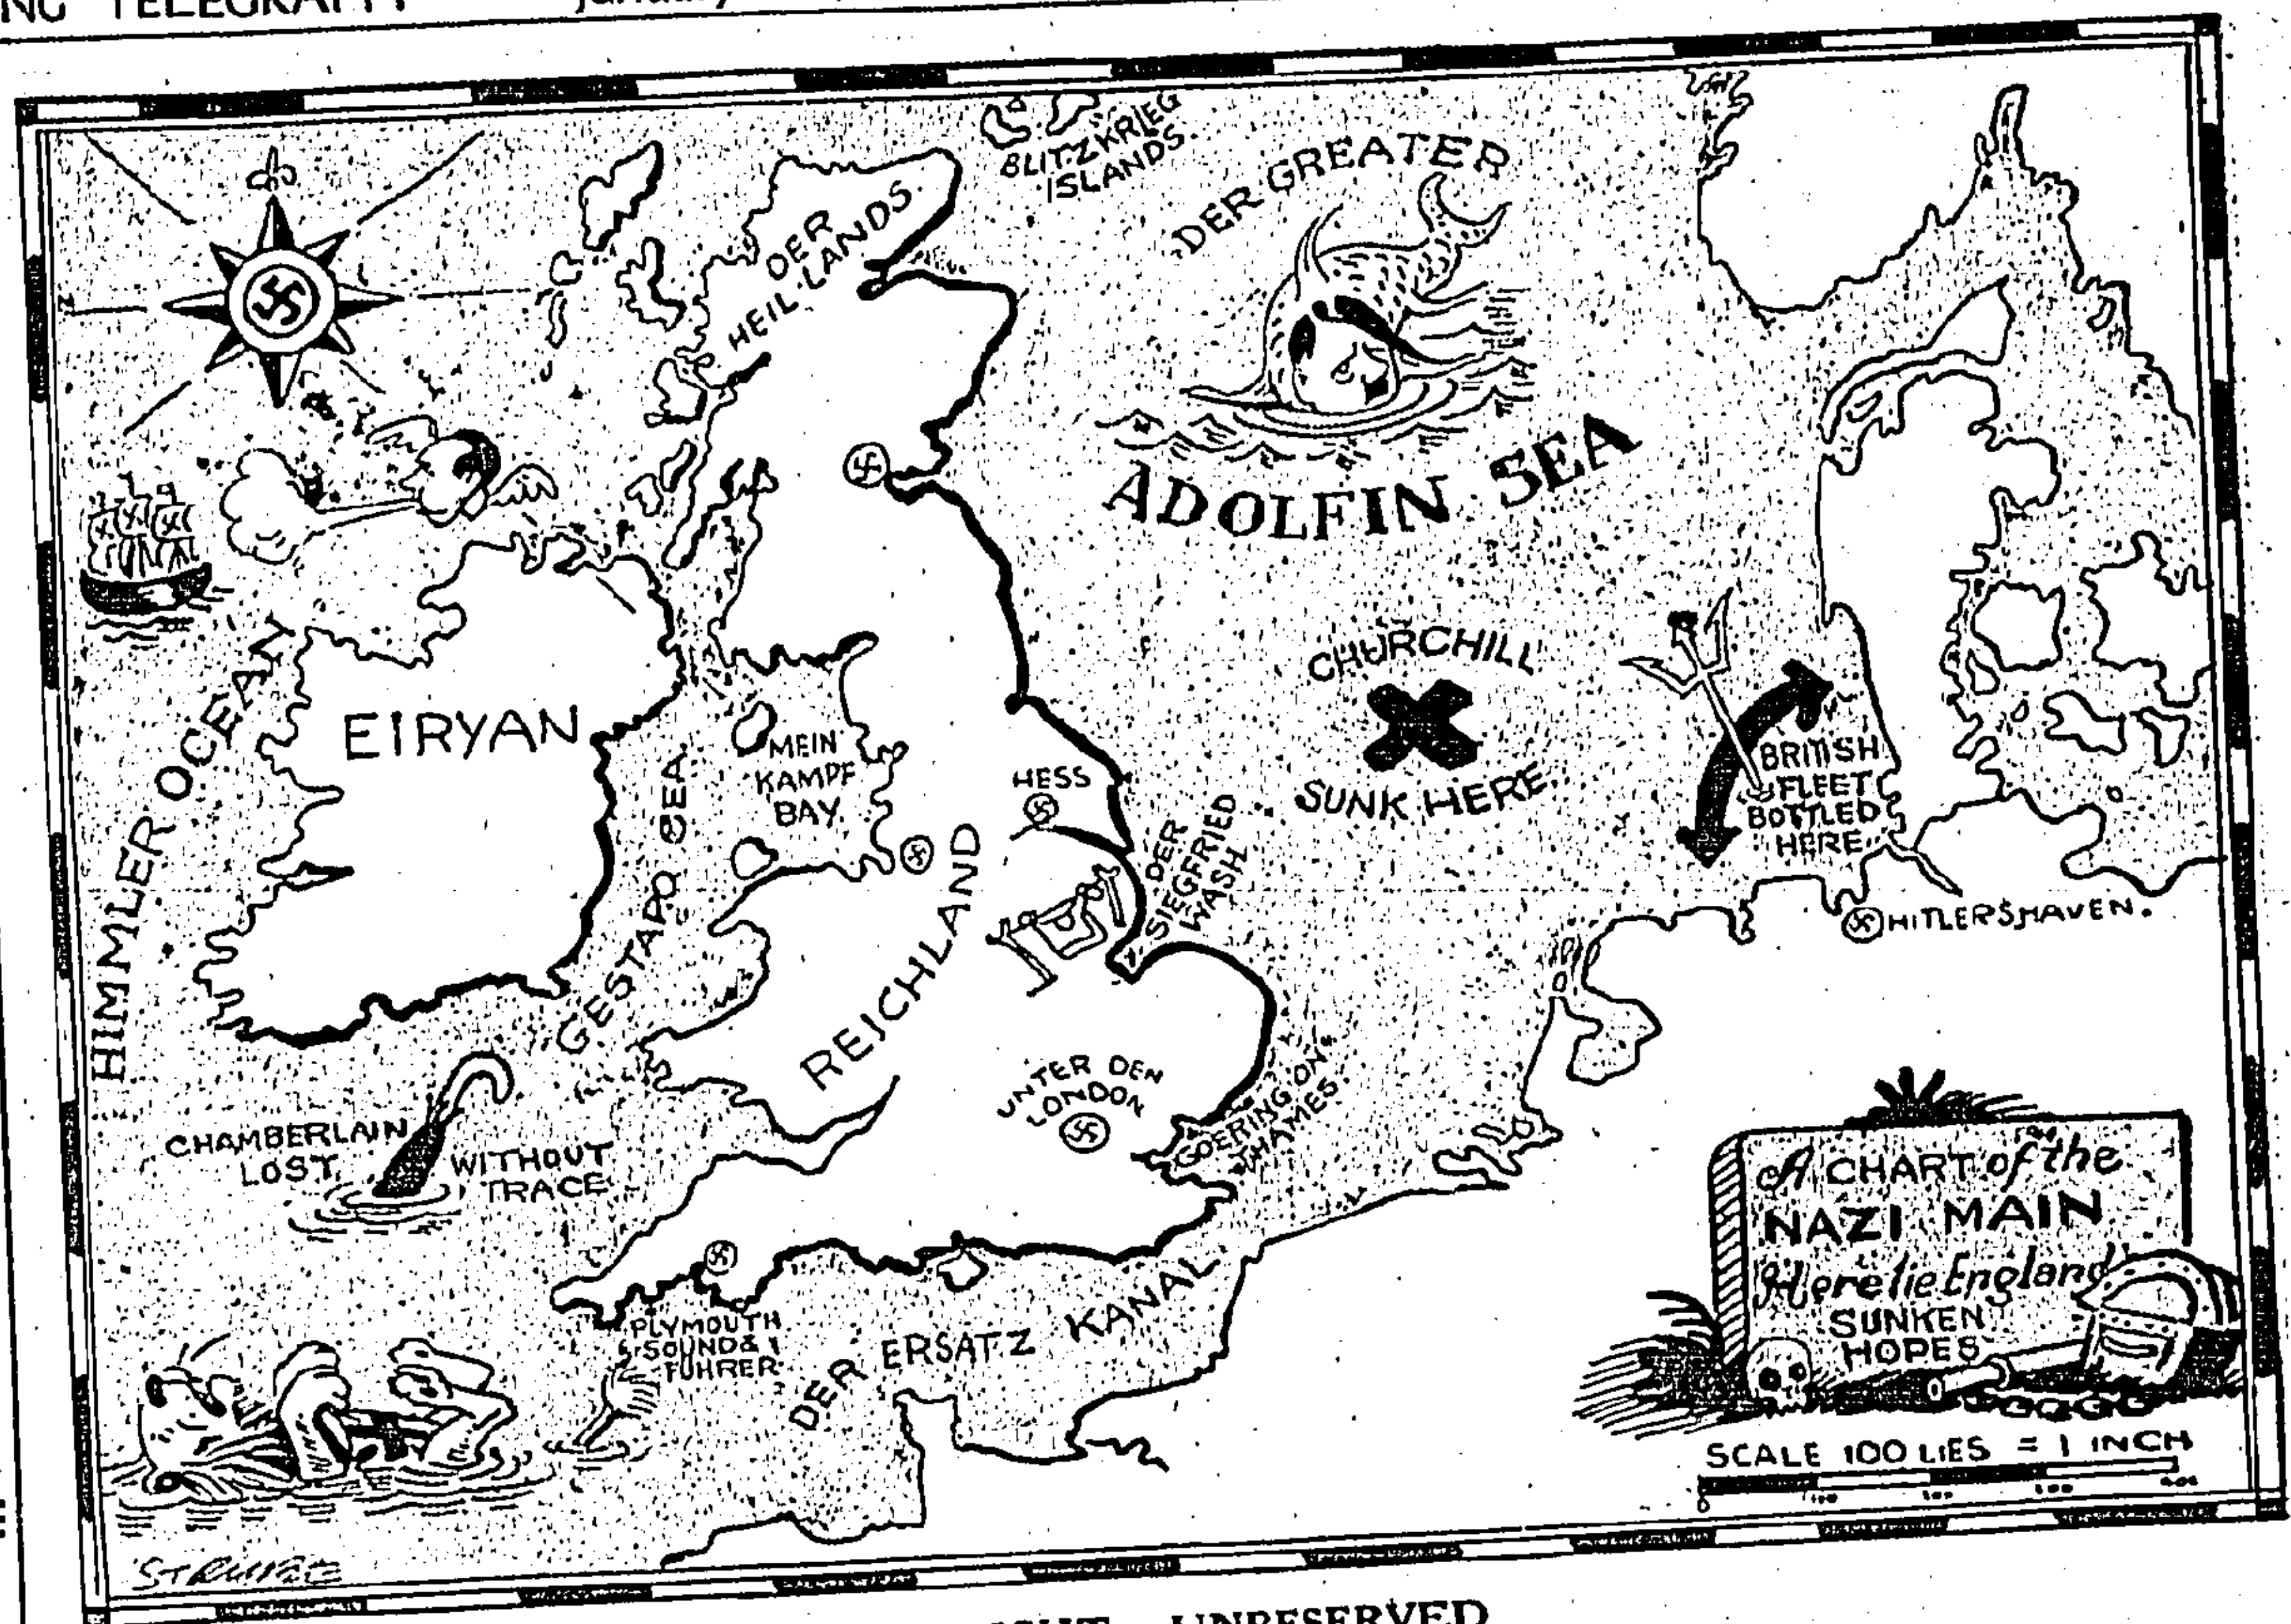 TELEGRAPH
BLITZKRIEG
ISLANDS.
DER GREATER
DER
HEIL LANDS.
ADOLFIN SEA
CHURCHILL
SUNK HERE
BRITISH
FLEET
BOTTLED
HERE.
HITLERSHAVEN.
HIMMLER OCEAN
EIRYAN
MEIN
KAMPF
BAY.
GESTAPO SEA.
HESS
DER
SIEGFRIED
WASH
REICHLAND
UNTER DEN
LONDON
GOERING ON
THAMES.
CHAMBERLAIN
LOST
WITHOUT
TRACE
PLYMOUTH
SOUND &
FUHRER
DER ERSATZ KANAL
A CHART of the
NAZI MAIN
"Here lie England's
SUNKEN
HOPES
SCALE 100 LIES = 1 INCH
UNRESERVED